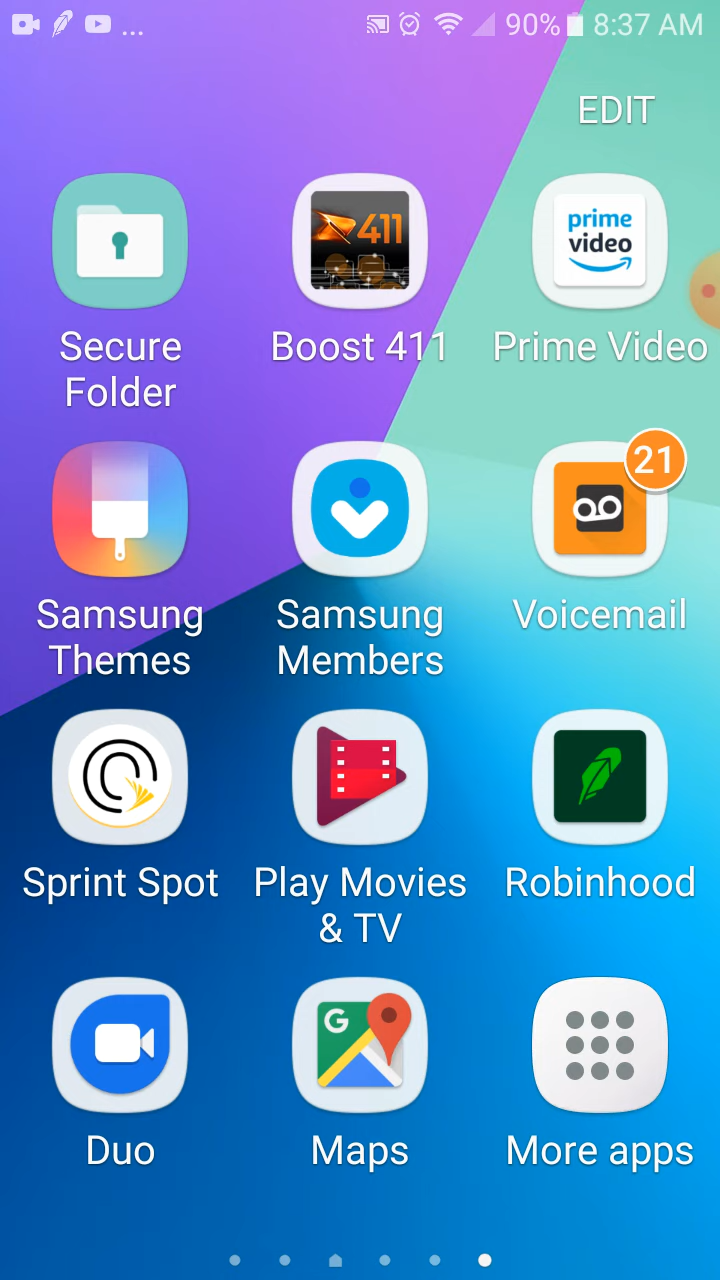 ... 90% 8:37 AM
EDIT
411
prime
video
Secure
Folder
Boost 411
Prime Video
21
Samsung
Themes
Samsung
Members
Voicemail
Sprint Spot
Play Movies
& TV
Robinhood
G
Duo
Maps
More apps